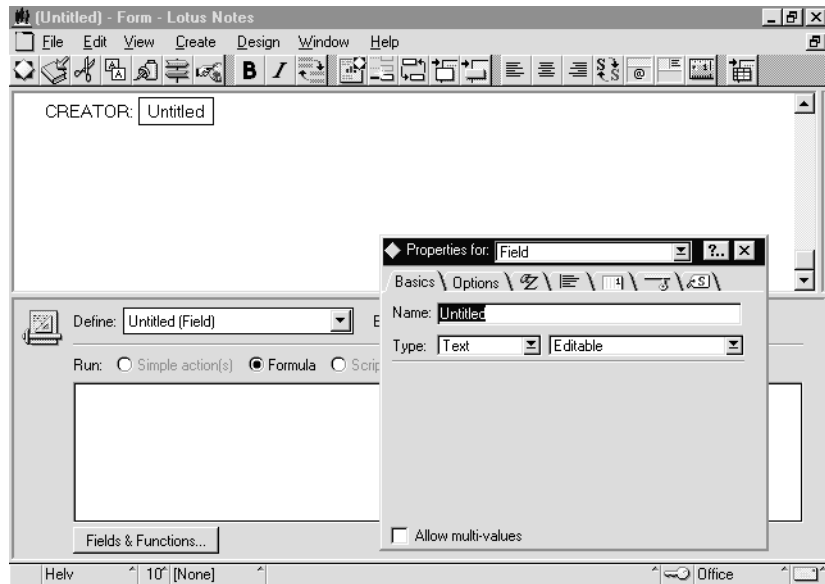 (Untitled) - Form - Lotus Notes
File Edit View Create Design Window Help
B I
CREATOR: Untitled
Properties for: Field ?..
Basics Options
Name: Untitled
Type: Text Editable
Allow multi-values
Define: Untitled (Field) E
Run: Simple action(s) Formula Scrip
Fields & Functions...
Helv 10 [None] Office